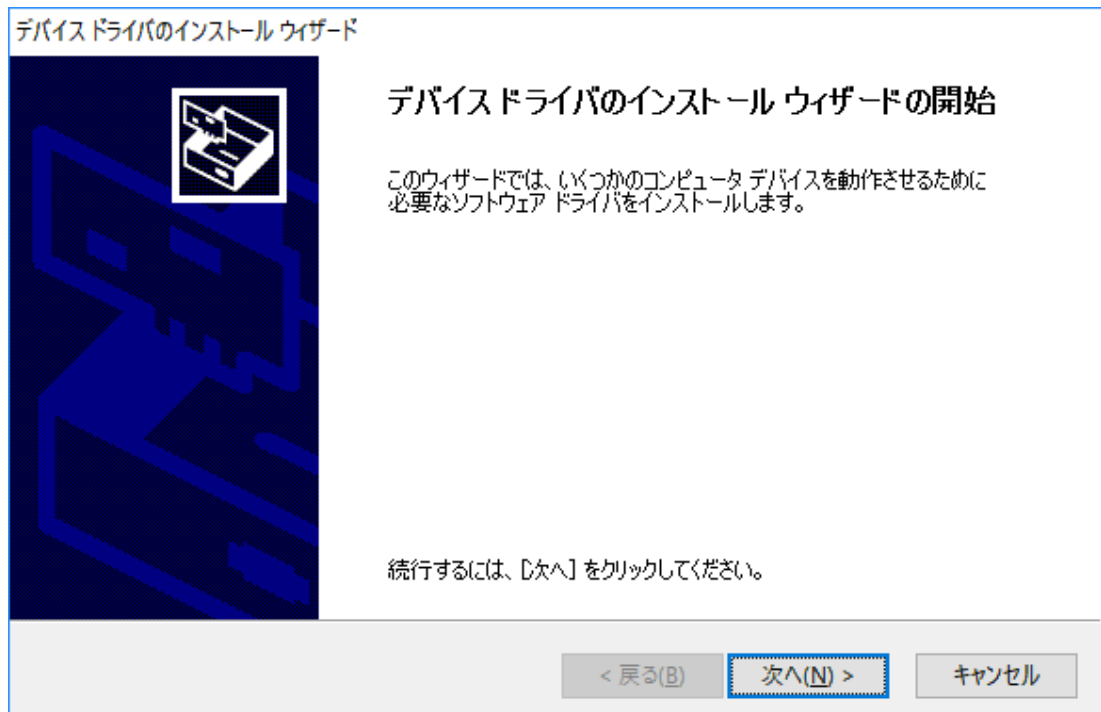 デバイス ドライバのインストール ウィザード
デバイス ドライバのインストール ウィザードの開始
このウィザードでは、いくつかのコンピュータ デバイスを動作させるために
必要なソフトウェア ドライバをインストールします。
続行するには、[次へ] をクリックしてください。
< 戻る(B)
次へ(N) >
キャンセル